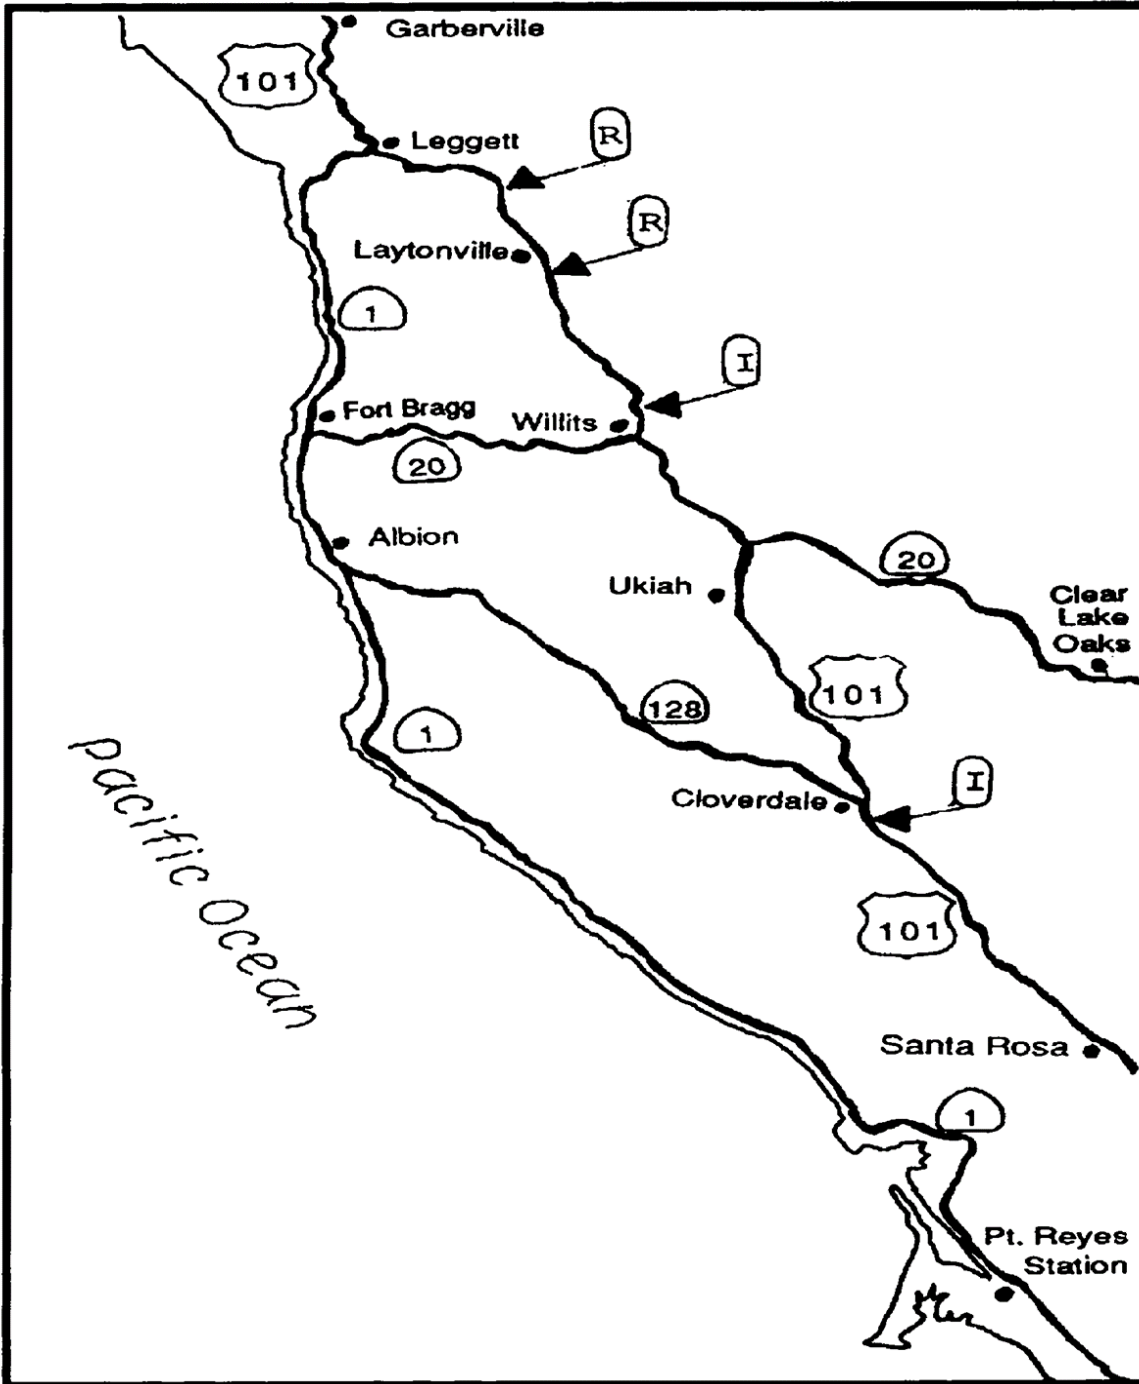 Garberville
101
Leggett
R
R
Laytonville
1
I
Fort Bragg
Willits
20
Albion
20
Ukiah
Clear
Lake
Oaks
101
128
1
I
Cloverdale
Pacific Ocean
101
Santa Rosa
1
Pt. Reyes
Station